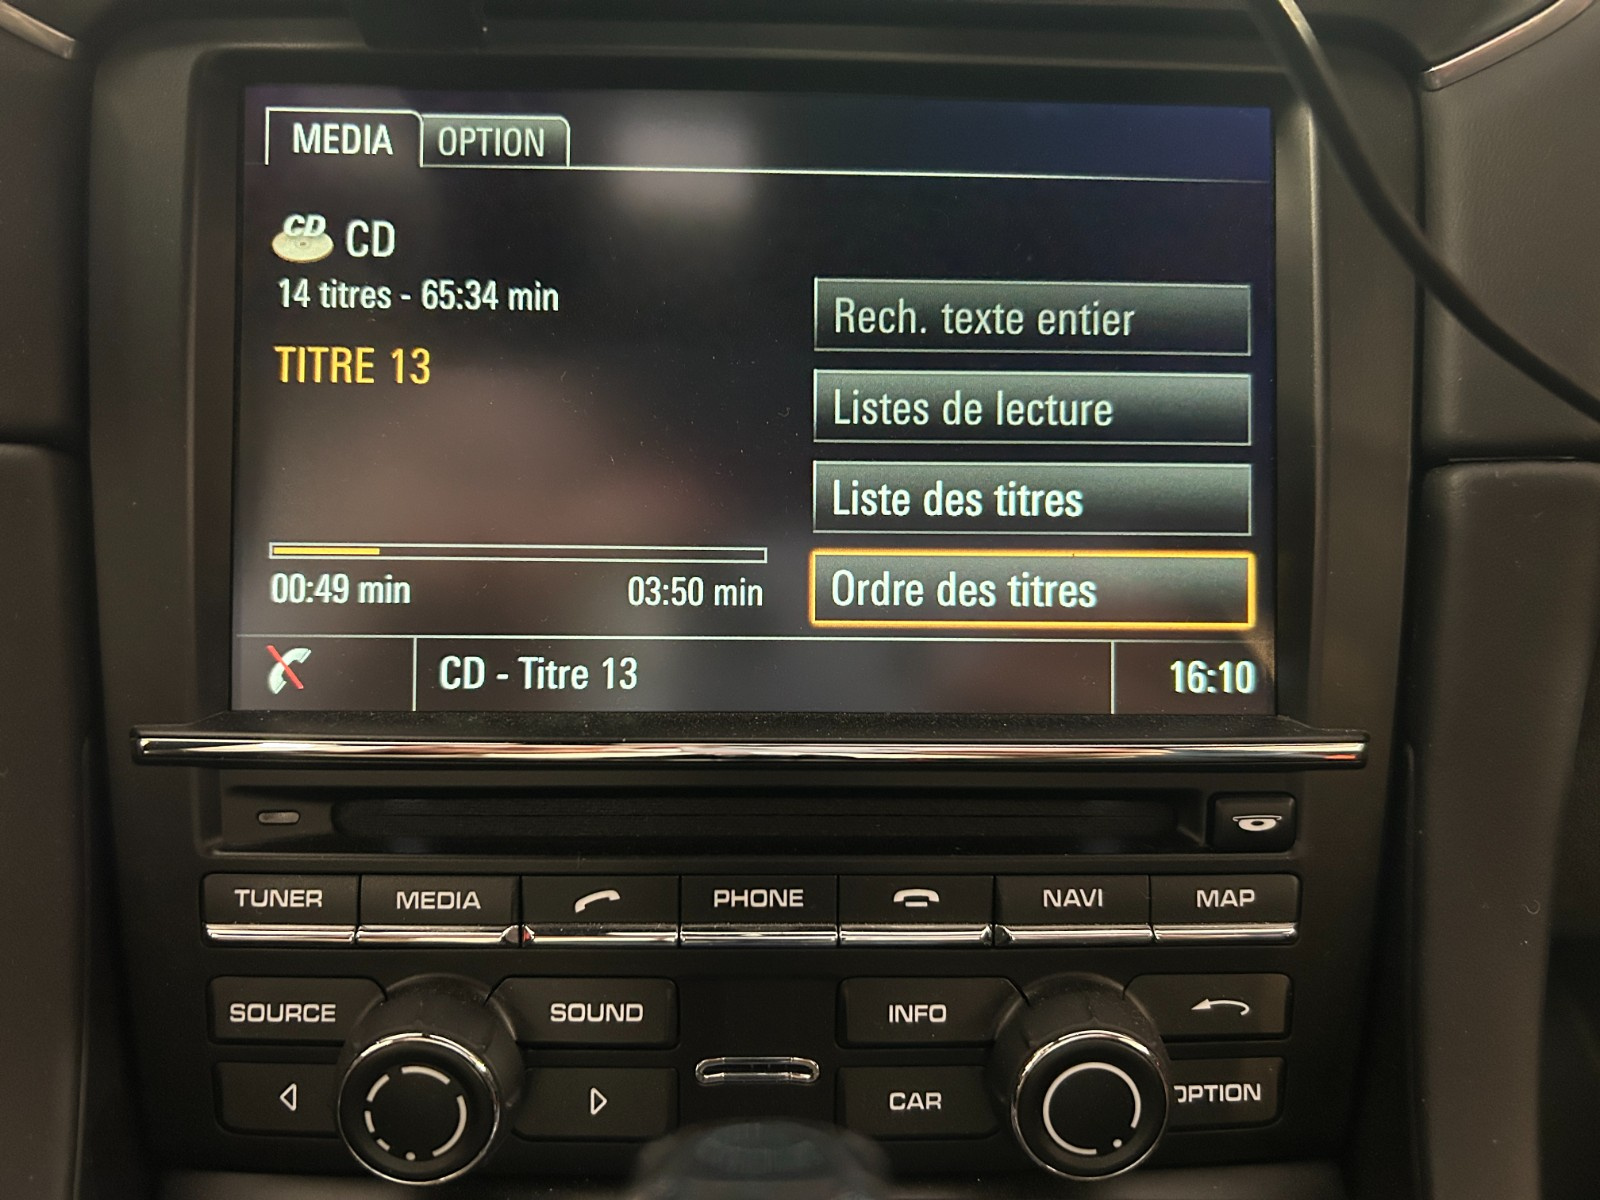 MEDIA OPTION
CD CD
14 titres - 65:34 min
TITRE 13
Rech. texte entier
Listes de lecture
Liste des titres
Ordre des titres
00:49 min 03:50 min
CD - Titre 13 16:10
TUNER MEDIA PHONE NAVI MAP
SOURCE SOUND INFO
CAR OPTION